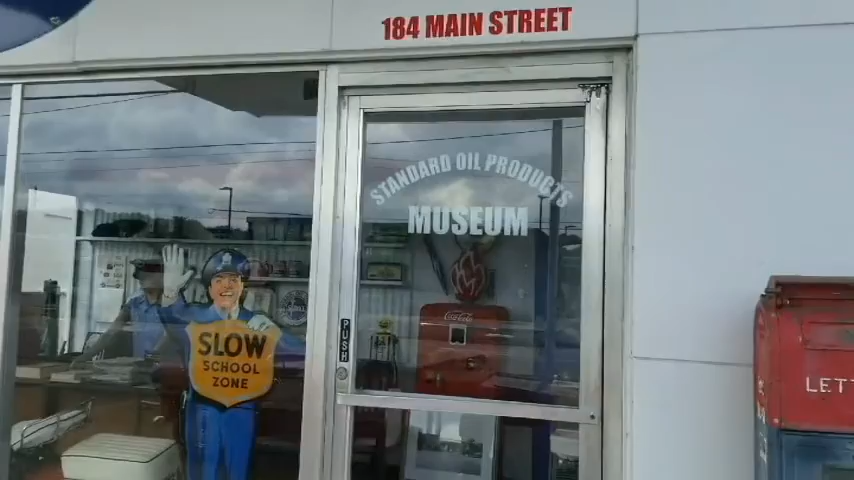 184 MAIN STREET
STANDARD OIL PRODUCTS
MUSEUM
PUSH
SLOW
SCHOOL
ZONE
Coca-Cola
LETT